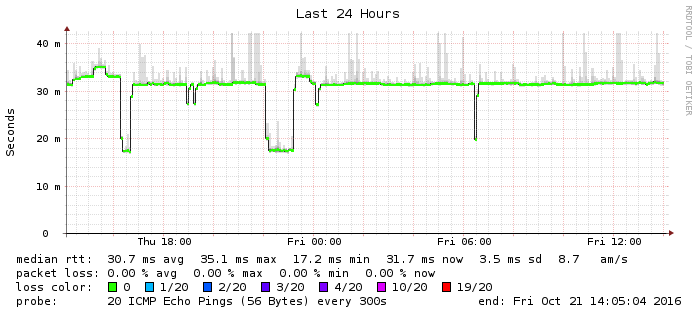 Last 24 Hours
RRDTOOL / TOBI OETIKER
Seconds
40 m
30 m
20 m
10 m
0
Thu 18:00 Fri 00:00 Fri 06:00 Fri 12:00
median rtt: 30.7 ms avg 35.1 ms max 17.2 ms min 31.7 ms now 3.5 ms sd 8.7 am/s
packet loss: 0.00 % avg 0.00 % max 0.00 % min 0.00 % now
loss color: 0 1/20 2/20 3/20 4/20 10/20 19/20
probe: 20 ICMP Echo Pings (56 Bytes) every 300s end: Fri Oct 21 14:05:04 2016